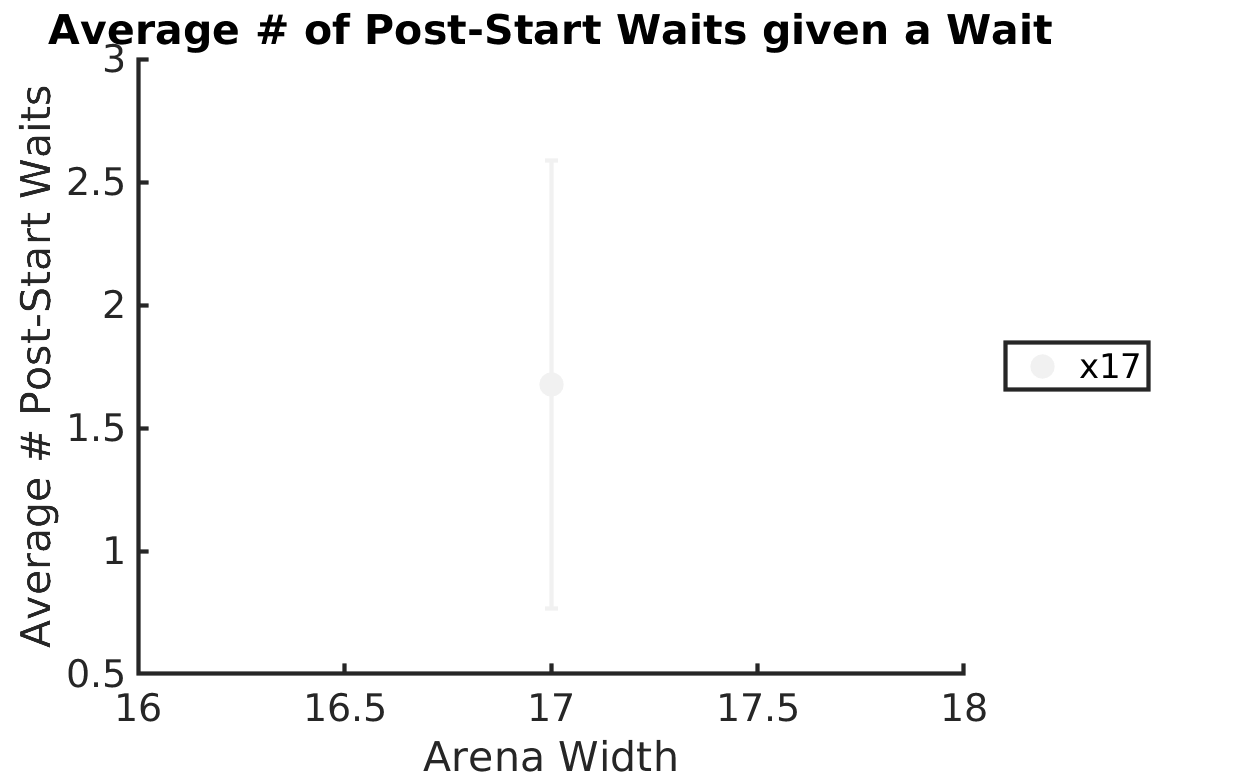 Average # of Post-Start Waits given a Wait
3
2.5
2
1.5
1
0.5
Average # Post-Start Waits
16
16.5
17
17.5
18
Arena Width
x17